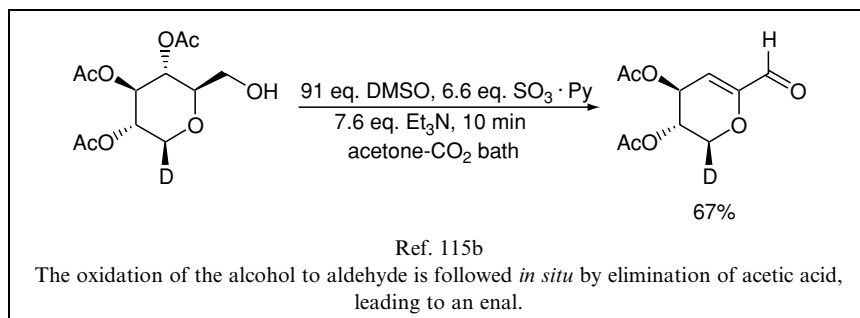 OAc
AcO
OH
O
AcO
D
91 eq. DMSO, 6.6 eq. SO3 · Py
7.6 eq. Et3N, 10 min
acetone-CO2 bath
H
AcO
O
O
AcO
D
67%
Ref. 115b
The oxidation of the alcohol to aldehyde is followed in situ by elimination of acetic acid,
leading to an enal.